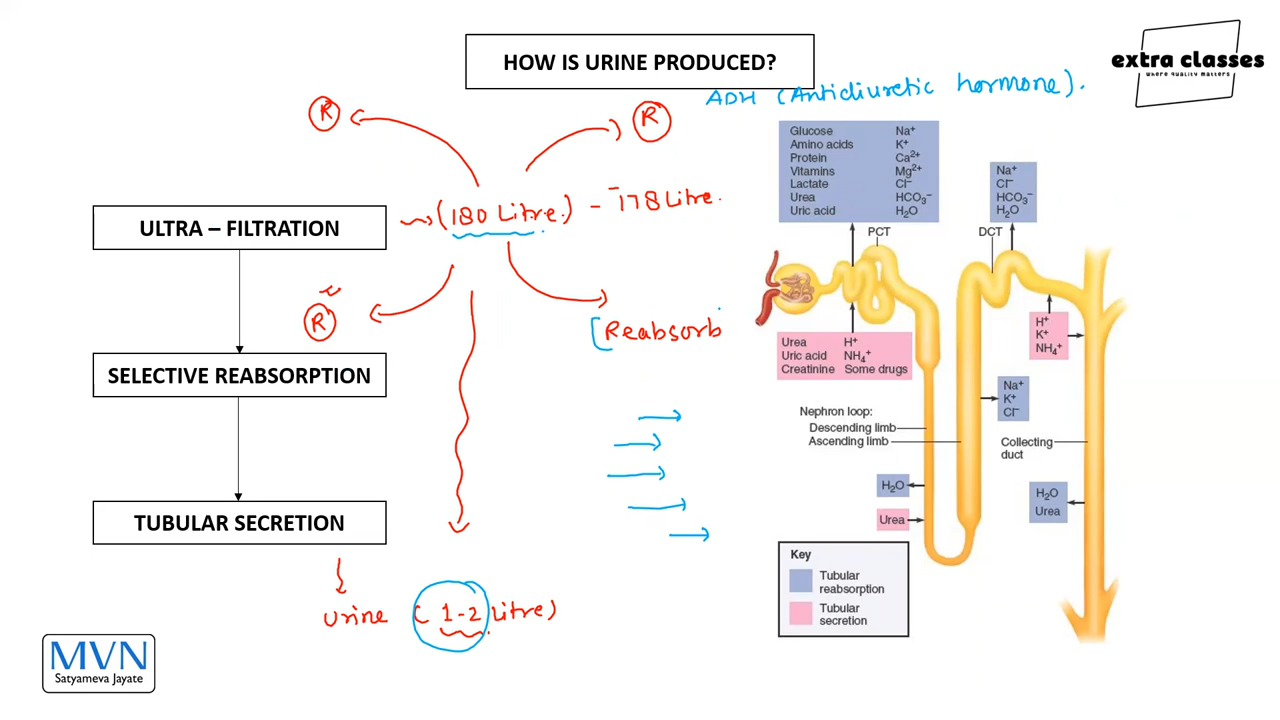 HOW IS URINE PRODUCED?
extra classes
where quality matters
ADH (Antidiuretic hormone).
R
R
(180 Litre.) - 178 Litre.
ULTRA – FILTRATION
R
[Reabsorb
SELECTIVE REABSORPTION
TUBULAR SECRETION
urine (1-2 Litre)
MVN
Satyameva Jayate
Glucose Na⁺
Amino acids K⁺
Protein Ca²⁺
Vitamins Mg²⁺
Lactate Cl⁻
Urea HCO₃⁻
Uric acid H₂O
Na⁺
Cl⁻
HCO₃⁻
H₂O
PCT
DCT
Urea H⁺
Uric acid NH₄⁺
Creatinine Some drugs
H⁺
K⁺
NH₄⁺
Na⁺
K⁺
Cl⁻
Nephron loop:
Descending limb
Ascending limb
Collecting
duct
H₂O
Urea
H₂O
Urea
Key
Tubular
reabsorption
Tubular
secretion